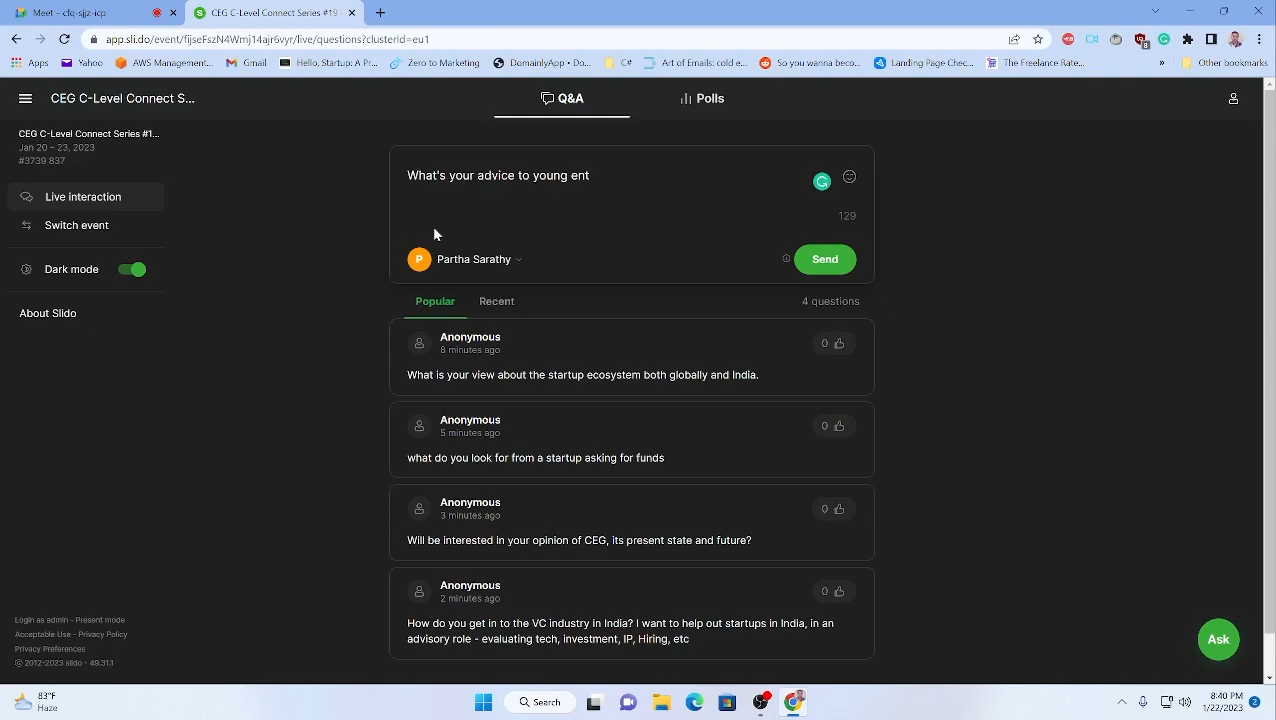 Meet – cfq-sjjz-icp
CEG C-Level Connect Series #19
app.sli.do/event/fijseFszN4Wmj14ajr6vyr/live/questions?clusterId=eu1
Apps
Yahoo
AWS Management...
Gmail
Hello, Startup: A Pr...
Zero to Marketing
DomainlyApp • Do...
C#
Art of Emails: cold e...
So you wanna beco...
Landing Page Chec...
The Freelance Rate...
»
Other bookmarks
CEG C-Level Connect S...
Q&A
Polls
CEG C-Level Connect Series #1...
Jan 20 – 23, 2023
#3739 837
Live interaction
Switch event
Dark mode
About Slido
What's your advice to young ent
129
P
Partha Sarathy
Send
Popular
Recent
4 questions
Anonymous
8 minutes ago
0
What is your view about the startup ecosystem both globally and India.
Anonymous
5 minutes ago
0
what do you look for from a startup asking for funds
Anonymous
3 minutes ago
0
Will be interested in your opinion of CEG, its present state and future?
Anonymous
2 minutes ago
0
How do you get in to the VC industry in India? I want to help out startups in India, in an
advisory role - evaluating tech, investment, IP, Hiring, etc
Login as admin - Present mode
Acceptable Use - Privacy Policy
Privacy Preferences
© 2012-2023 slido - 49.31.1
Ask
83°F
Haze
Search
8:40 PM
1/22/2023
2